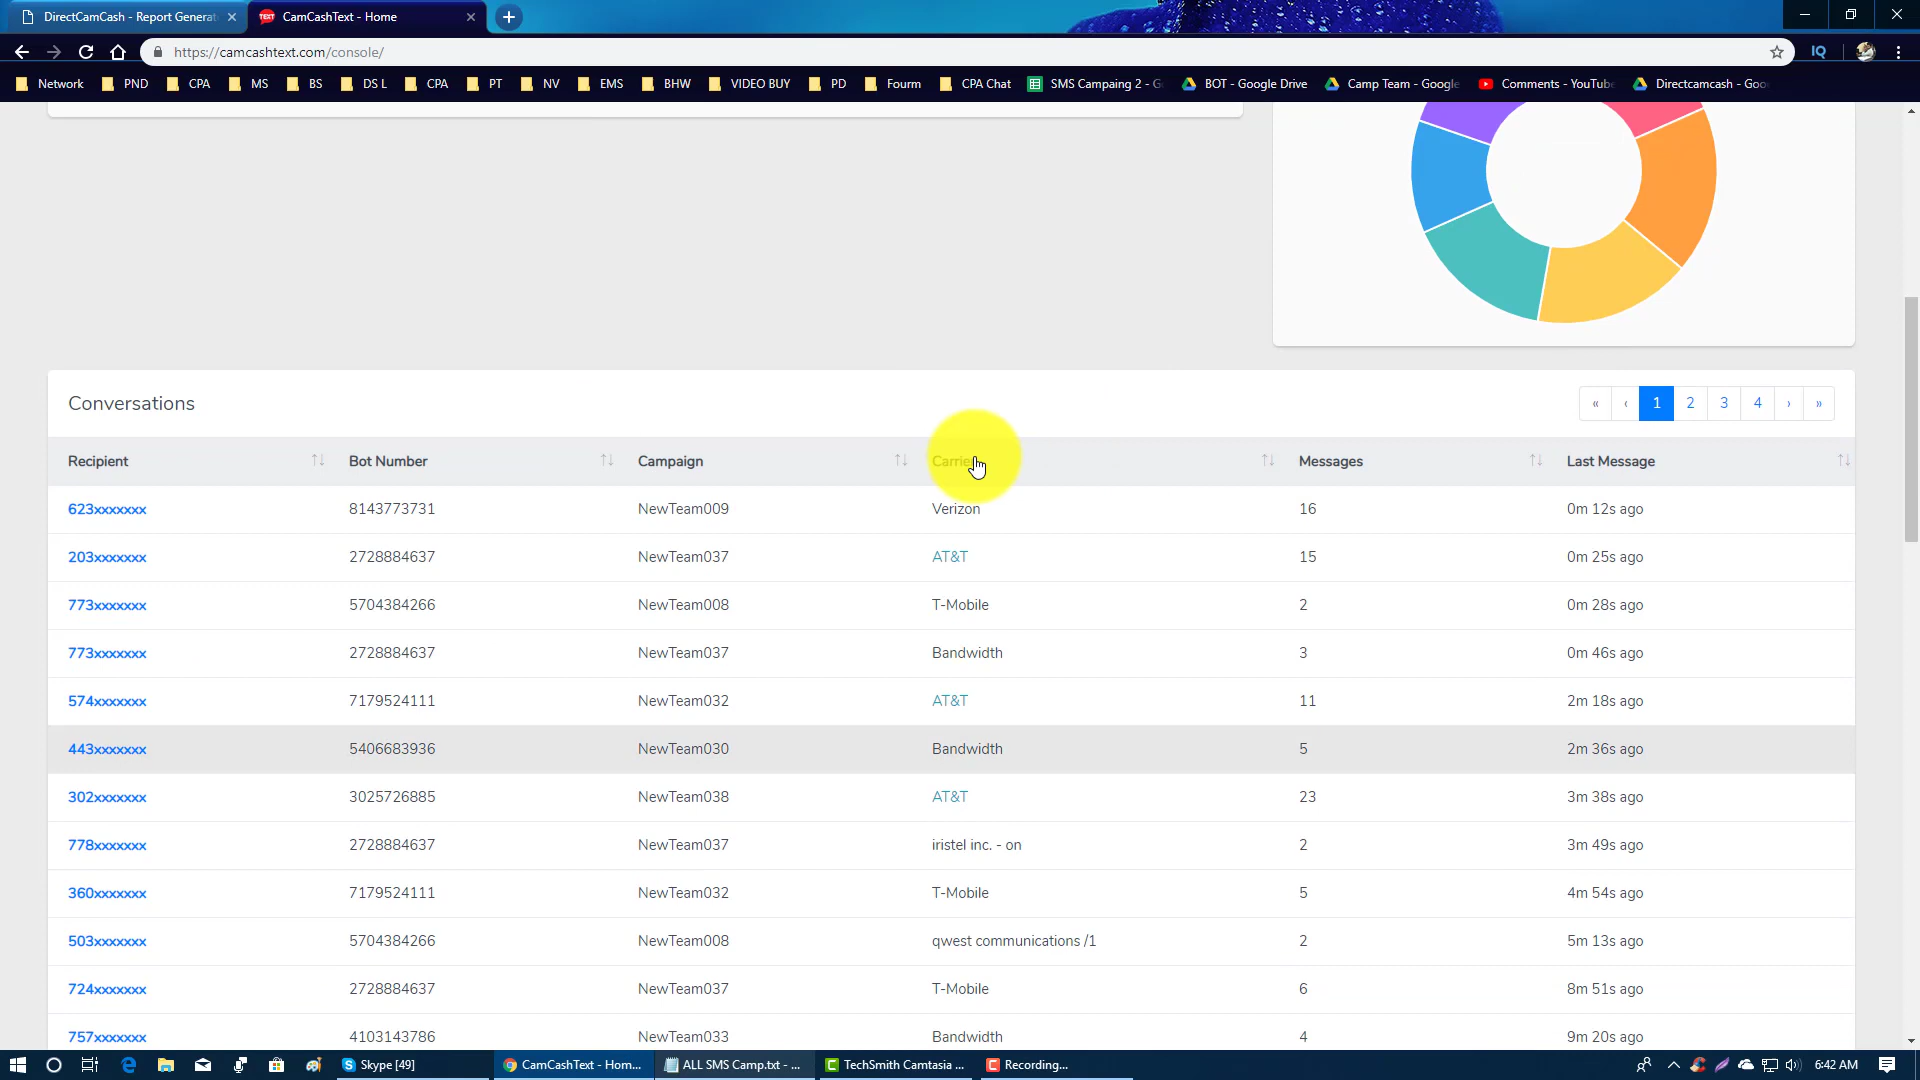 DirectCamCash - Report Generat
TEXT CamCashText - Home
https://camcashtext.com/console/
IQ
Network PND CPA MS BS DS L CPA PT NV EMS BHW VIDEO BUY PD Fourm CPA Chat SMS Campaing 2 - G BOT - Google Drive Camp Team - Google Comments - YouTube Directcamcash - Goo
Conversations
« ‹ 1 2 3 4 › »
Recipient Bot Number Campaign Carrier Messages Last Message
623xxxxxxx 8143773731 NewTeam009 Verizon 16 0m 12s ago
203xxxxxxx 2728884637 NewTeam037 AT&T 15 0m 25s ago
773xxxxxxx 5704384266 NewTeam008 T-Mobile 2 0m 28s ago
773xxxxxxx 2728884637 NewTeam037 Bandwidth 3 0m 46s ago
574xxxxxxx 7179524111 NewTeam032 AT&T 11 2m 18s ago
443xxxxxxx 5406683936 NewTeam030 Bandwidth 5 2m 36s ago
302xxxxxxx 3025726885 NewTeam038 AT&T 23 3m 38s ago
778xxxxxxx 2728884637 NewTeam037 iristel inc. - on 2 3m 49s ago
360xxxxxxx 7179524111 NewTeam032 T-Mobile 5 4m 54s ago
503xxxxxxx 5704384266 NewTeam008 qwest communications /1 2 5m 13s ago
724xxxxxxx 2728884637 NewTeam037 T-Mobile 6 8m 51s ago
757xxxxxxx 4103143786 NewTeam033 Bandwidth 4 9m 20s ago
Skype [49] CamCashText - Hom... ALL SMS Camp.txt - ... TechSmith Camtasia ... Recording... 6:42 AM